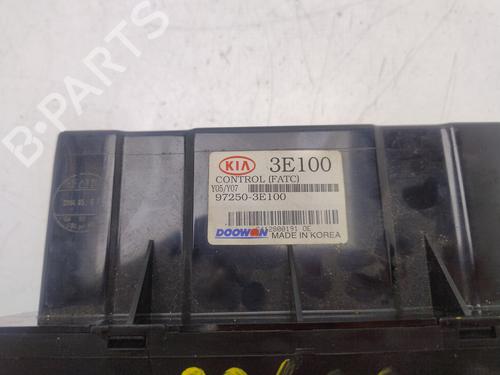 B-PARTS
KIA 3E100
CONTROL (FATC)
Y05/Y07
97250-3E100
DOOWON MADE IN KOREA